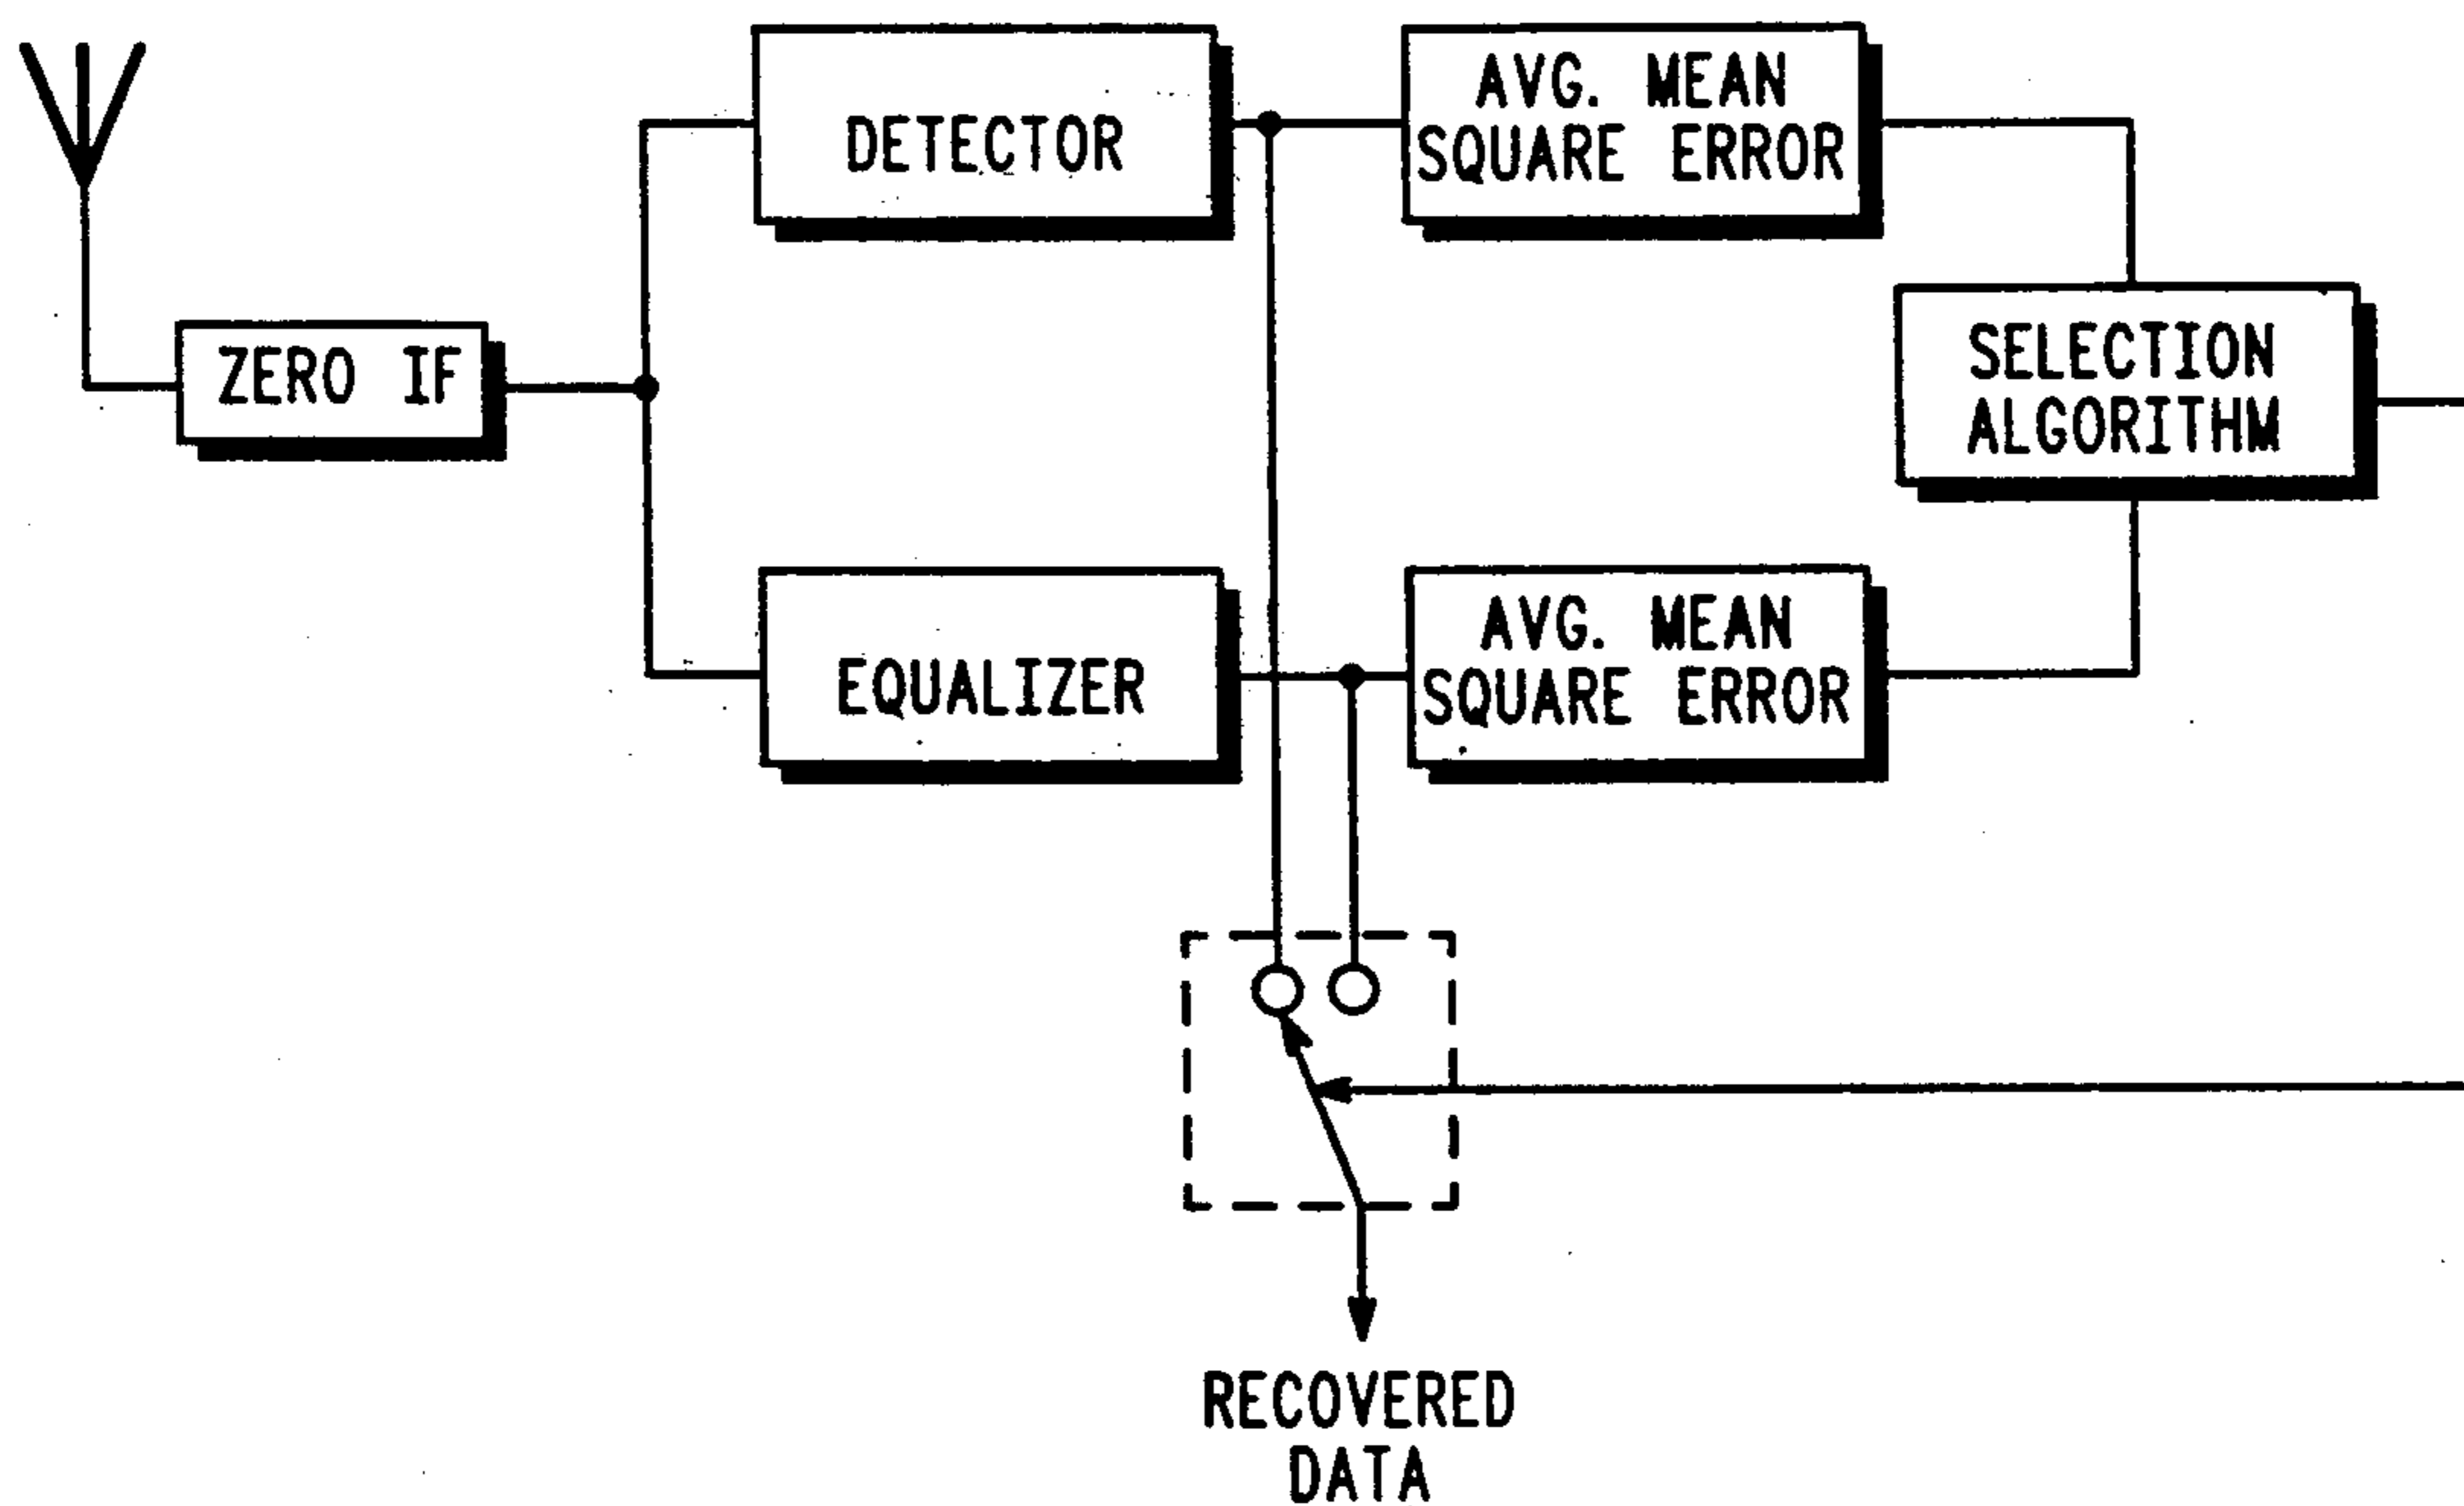 DETECTOR
AVG. MEAN
SQUARE ERROR
ZERO IF
SELECTION
ALGORITHM
EQUALIZER
AVG. MEAN
SQUARE ERROR
RECOVERED
DATA